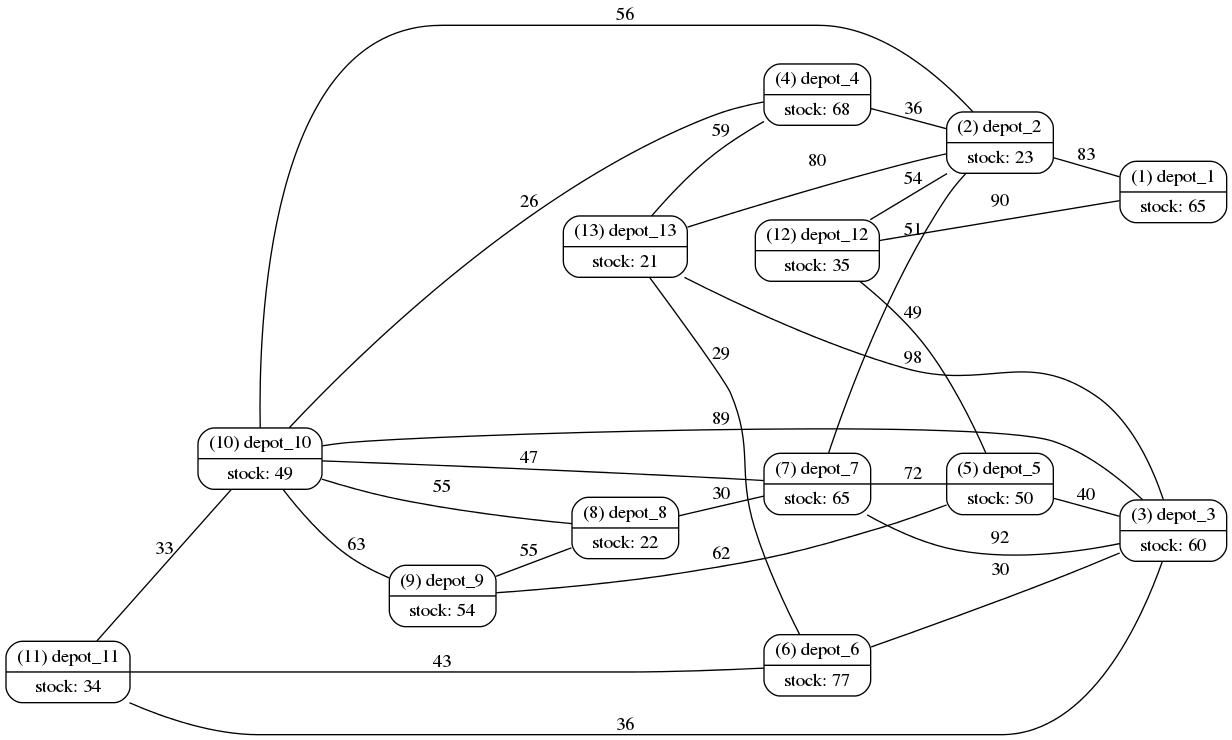 56
(4) depot_4
stock: 68
36
(2) depot_2
stock: 23
59
80
83
54
(1) depot_1
stock: 65
26
90
(13) depot_13
stock: 21
(12) depot_12
stock: 35
51
49
29
98
89
(10) depot_10
stock: 49
47
(7) depot_7
stock: 65
72
(5) depot_5
stock: 50
55
30
40
(8) depot_8
stock: 22
(3) depot_3
stock: 60
33
63
55
62
92
30
(9) depot_9
stock: 54
(11) depot_11
stock: 34
43
(6) depot_6
stock: 77
36